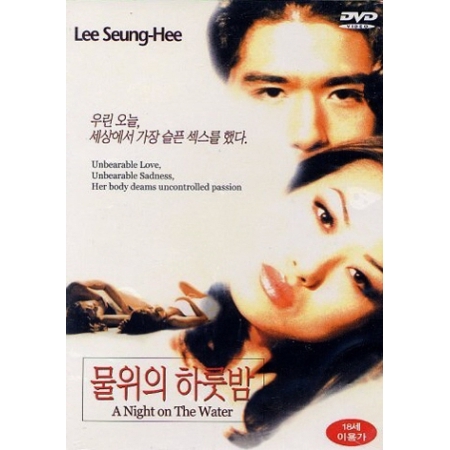 Lee Seung-Hee
DVD
VIDEO
우린 오늘,
세상에서 가장 슬픈 섹스를 했다.
Unbearable Love,
Unbearable Sadness,
Her body deams uncontrolled passion
물위의 하룻밤
A Night on The Water
18세
이용가